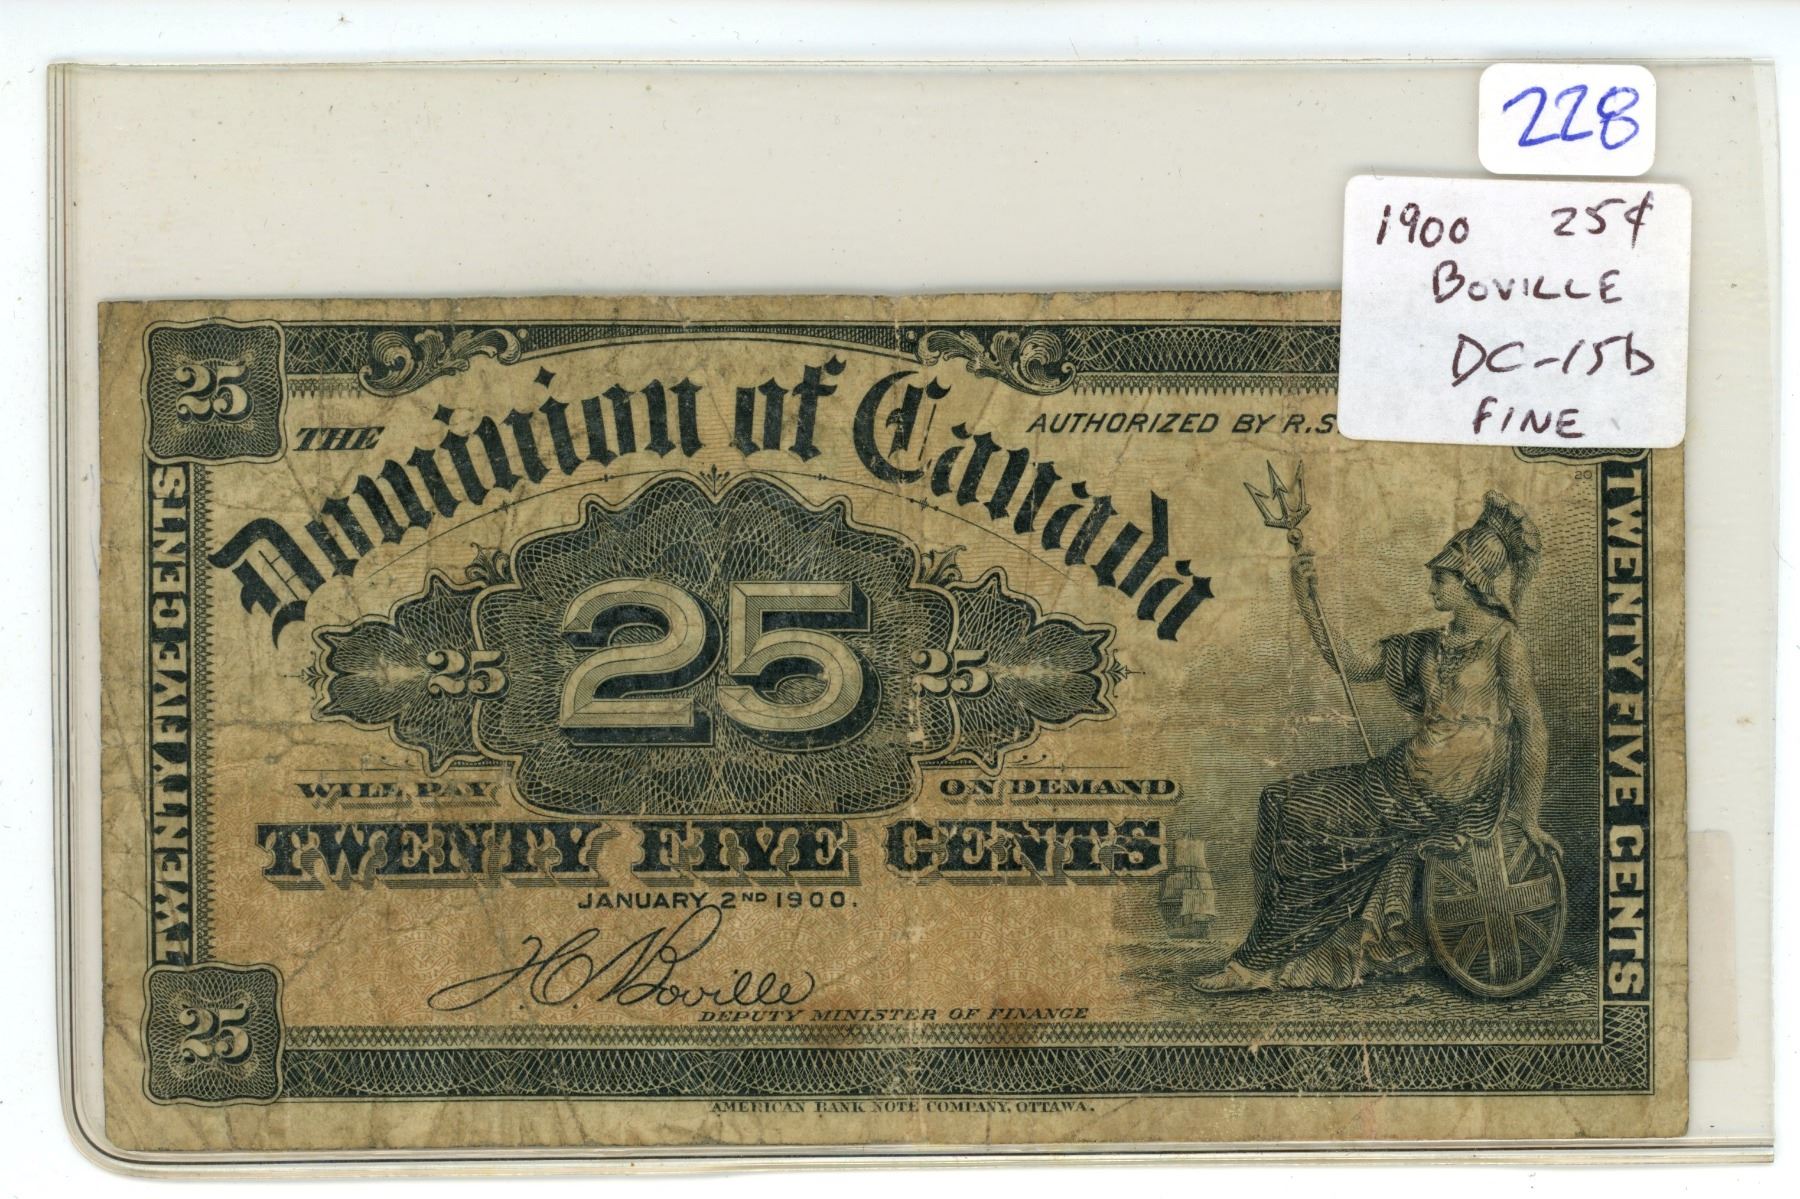 228
1900 25¢
BOVILLE
DC-15b
FINE
25
THE Dominion of Canada
AUTHORIZED BY R.S
20
TWENTY FIVE CENTS
TWENTY FIVE CENTS
25 25 25
WILL PAY ON DEMAND
TWENTY FIVE CENTS
JANUARY 2ND 1900.
H.C. Boville
DEPUTY MINISTER OF FINANCE
25
AMERICAN BANK NOTE COMPANY, OTTAWA.